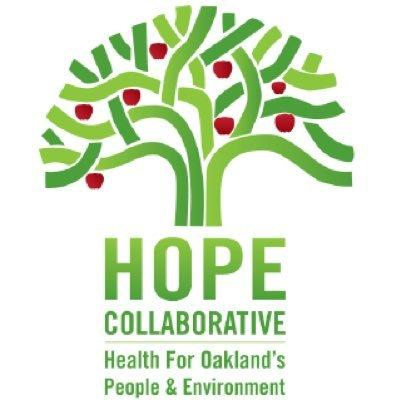 HOPE
COLLABORATIVE
Health For Oakland's
People & Environment